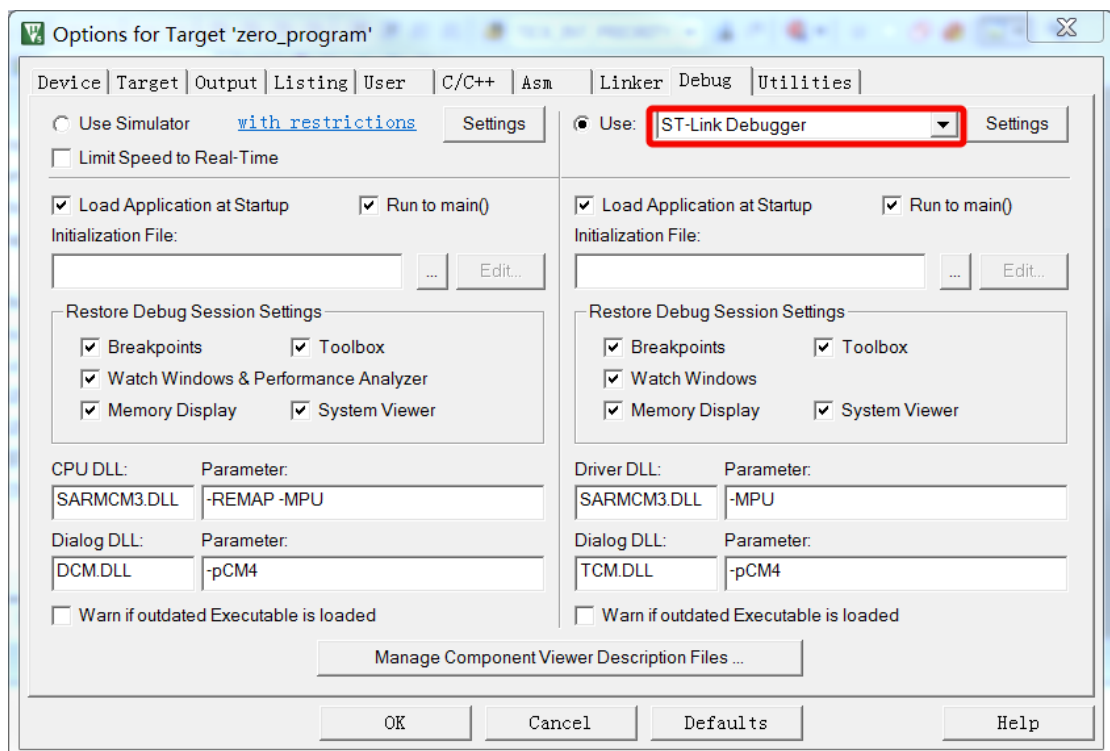 Options for Target 'zero_program'
Device Target Output Listing User C/C++ Asm Linker Debug Utilities
Use Simulator with restrictions Settings Use: ST-Link Debugger Settings
Limit Speed to Real-Time
Load Application at Startup Run to main() Load Application at Startup Run to main()
Initialization File: Initialization File:
... Edit... ... Edit...
Restore Debug Session Settings Restore Debug Session Settings
Breakpoints Toolbox Breakpoints Toolbox
Watch Windows & Performance Analyzer Watch Windows
Memory Display System Viewer Memory Display System Viewer
CPU DLL: Parameter: Driver DLL: Parameter:
SARMCM3.DLL -REMAP -MPU SARMCM3.DLL -MPU
Dialog DLL: Parameter: Dialog DLL: Parameter:
DCM.DLL -pCM4 TCM.DLL -pCM4
Warn if outdated Executable is loaded Warn if outdated Executable is loaded
Manage Component Viewer Description Files ...
OK Cancel Defaults Help